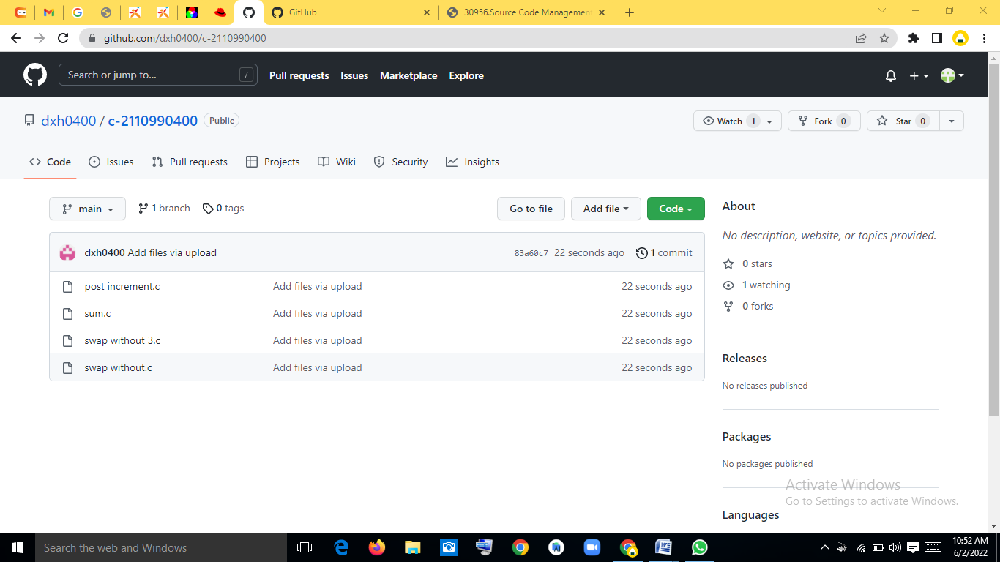 GitHub
30956.Source Code Management
github.com/dxh0400/c-2110990400
Search or jump to... /
Pull requests Issues Marketplace Explore
dxh0400 / c-2110990400 Public
Watch 1 Fork 0 Star 0
Code Issues Pull requests Projects Wiki Security Insights
main 1 branch 0 tags Go to file Add file Code
dxh0400 Add files via upload 83a60c7 22 seconds ago 1 commit
post increment.c Add files via upload 22 seconds ago
sum.c Add files via upload 22 seconds ago
swap without 3.c Add files via upload 22 seconds ago
swap without.c Add files via upload 22 seconds ago
About
No description, website, or topics provided.
0 stars
1 watching
0 forks
Releases
No releases published
Packages
No packages published
Activate Windows
Go to Settings to activate Windows.
Languages
Search the web and Windows
10:52 AM
6/2/2022